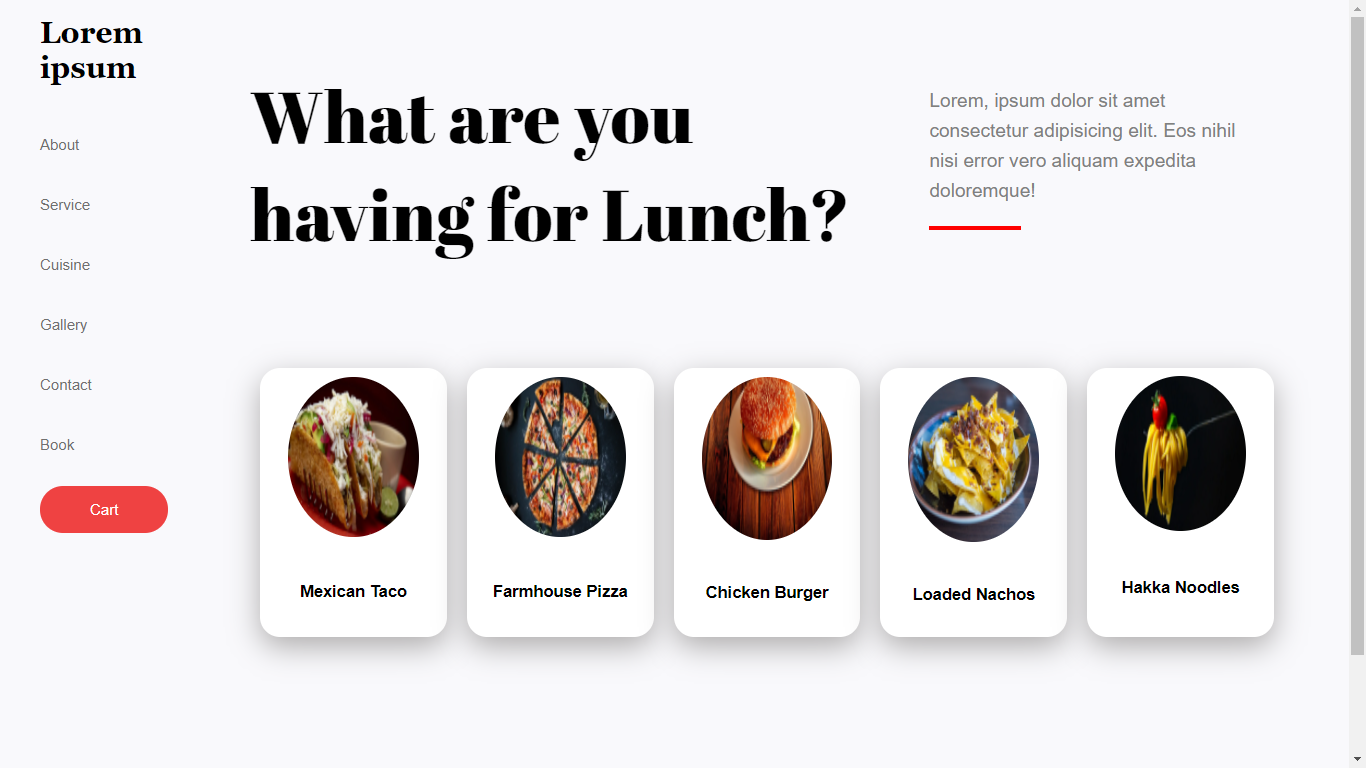 Lorem
ipsum
About
Service
Cuisine
Gallery
Contact
Book
Cart
What are you
having for Lunch?
Lorem, ipsum dolor sit amet
consectetur adipisicing elit. Eos nihil
nisi error vero aliquam expedita
doloremque!
Mexican Taco
Farmhouse Pizza
Chicken Burger
Loaded Nachos
Hakka Noodles